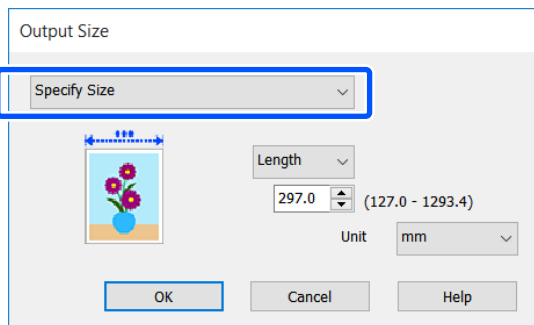 Output Size
Specify Size
Length
297.0 (127.0 - 1293.4)
Unit mm
OK Cancel Help